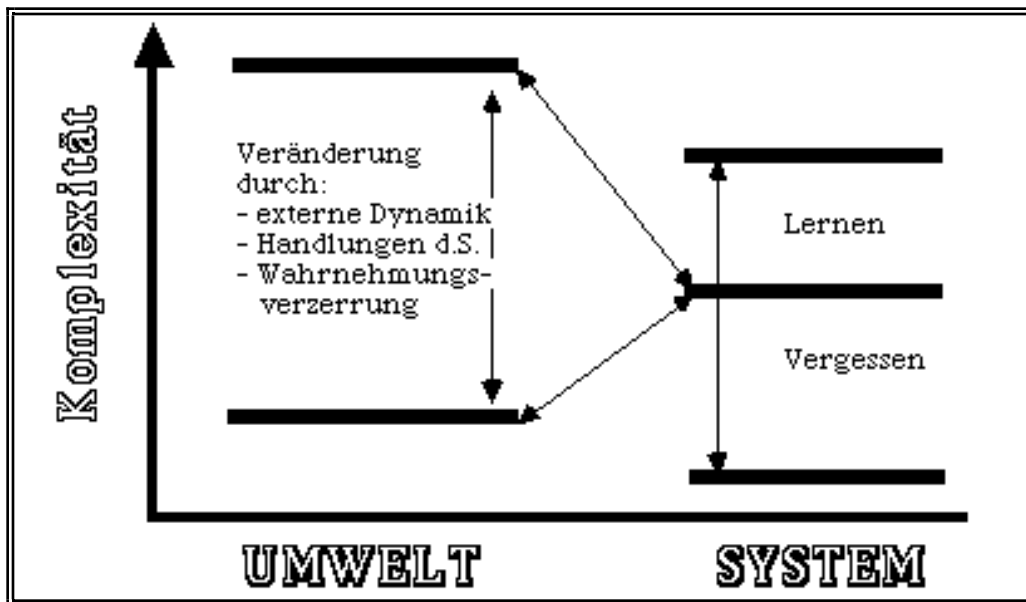 Komplexität
Veränderung
durch:
- externe Dynamik
- Handlungen d.S.
- Wahrnehmungs-
verzerrung
Lernen
Vergessen
UMWELT
SYSTEM